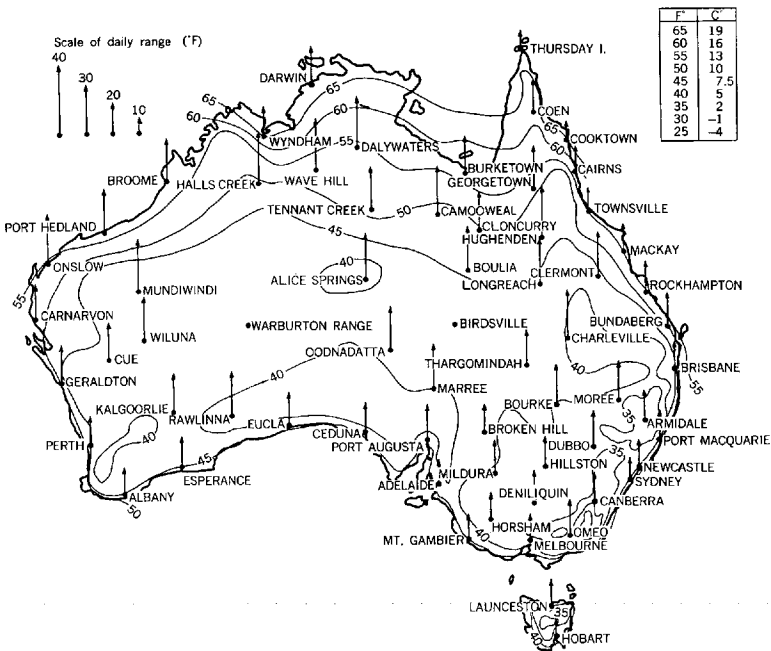 Scale of daily range (°F)
40
30
20
10
F° C°
65 19
60 16
55 13
50 10
45 7.5
40 5
35 2
30 -1
25 -4
THURSDAY I.
DARWIN
65
65
60
60
COEN
WYNDHAM
55
DALYWATERS
65
60
COOKTOWN
BROOME
HALLS CREEK
WAVE HILL
BURKETOWN
GEORGETOWN
CAIRNS
TENNANT CREEK
50
CAMOOWEAL
TOWNSVILLE
PORT HEDLAND
45
CLONCURRY
HUGHENDEN
MACKAY
ONSLOW
40
ALICE SPRINGS
BOULIA
CLERMONT
55
MUNDIWINDI
LONGREACH
ROCKHAMPTON
CARNARVON
WARBURTON RANGE
BIRDSVILLE
BUNDABERG
WILUNA
CHARLEVILLE
OODNADATTA
CUE
THARGOMINDAH
40
BRISBANE
GERALDTON
40
MARREE
55
KALGOORLIE
40
RAWLINNA
EUCLA
BOURKE
MOREE
35
ARMIDALE
CEDUNA
BROKEN HILL
PORT AUGUSTA
DUBBO
PORT MACQUARIE
PERTH
40
45
ESPERANCE
MILDURA
HILLSTON
35
NEWCASTLE
ADELAIDE
SYDNEY
ALBANY
50
DENILIQUIN
CANBERRA
HORSHAM
40
OMEO
MT. GAMBIER
MELBOURNE
LAUNCESTON
35
40
HOBART